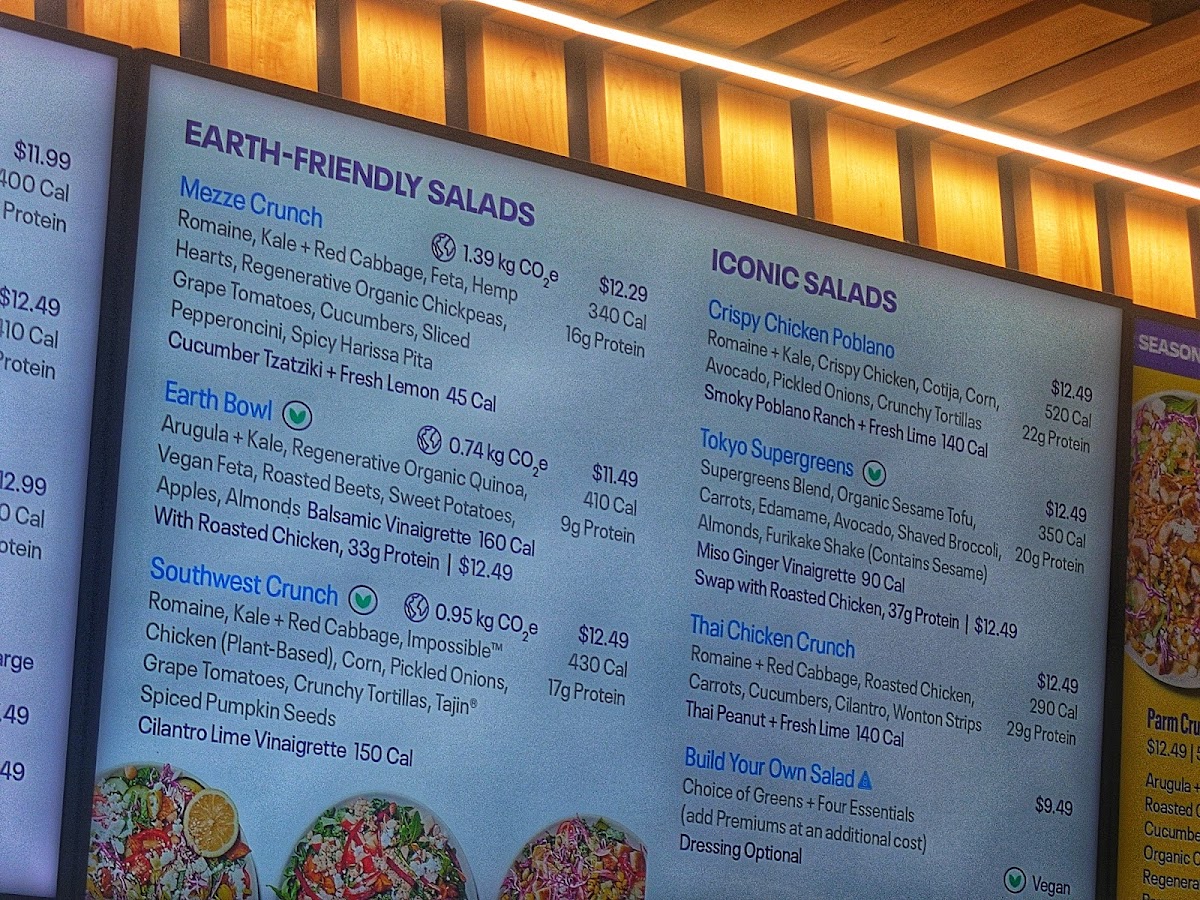 $11.99
400 Cal
Protein
$12.49
Protein
12.99
Cal
arge
.49
49
EARTH-FRIENDLY SALADS
Mezze Crunch
1.39 kg CO₂e
Romaine, Kale + Red Cabbage, Feta, Hemp
Hearts, Regenerative Organic Chickpeas,
Grape Tomatoes, Cucumbers, Sliced
Pepperoncini, Spicy Harissa Pita
Cucumber Tzatziki + Fresh Lemon 45 Cal
$12.29
340 Cal
16g Protein
Earth Bowl
0.74 kg CO₂e
Arugula + Kale, Regenerative Organic Quinoa,
Vegan Feta, Roasted Beets, Sweet Potatoes,
Apples, Almonds Balsamic Vinaigrette 160 Cal
With Roasted Chicken, 33g Protein | $12.49
$11.49
410 Cal
9g Protein
Southwest Crunch
0.95 kg CO₂e
Romaine, Kale + Red Cabbage, Impossible™
Chicken (Plant-Based), Corn, Pickled Onions,
Grape Tomatoes, Crunchy Tortillas, Tajin®
Spiced Pumpkin Seeds
Cilantro Lime Vinaigrette 150 Cal
$12.49
430 Cal
17g Protein
ICONIC SALADS
Crispy Chicken Poblano
Romaine + Kale, Crispy Chicken, Cotija, Corn,
Avocado, Pickled Onions, Crunchy Tortillas
Smoky Poblano Ranch + Fresh Lime 140 Cal
$12.49
520 Cal
22g Protein
Tokyo Supergreens
Supergreens Blend, Organic Sesame Tofu,
Carrots, Edamame, Avocado, Shaved Broccoli,
Almonds, Furikake Shake (Contains Sesame)
Miso Ginger Vinaigrette 90 Cal
Swap with Roasted Chicken, 37g Protein | $12.49
$12.49
350 Cal
20g Protein
Thai Chicken Crunch
Romaine + Red Cabbage, Roasted Chicken,
Carrots, Cucumbers, Cilantro, Wonton Strips
Thai Peanut + Fresh Lime 140 Cal
$12.49
290 Cal
29g Protein
Build Your Own Salad
Choice of Greens + Four Essentials
(add Premiums at an additional cost)
Dressing Optional
$9.49
Vegan
SEASON
Parm Cru
$12.49 |
Arugula +
Roasted
Cucumbe
Organic
Regenera